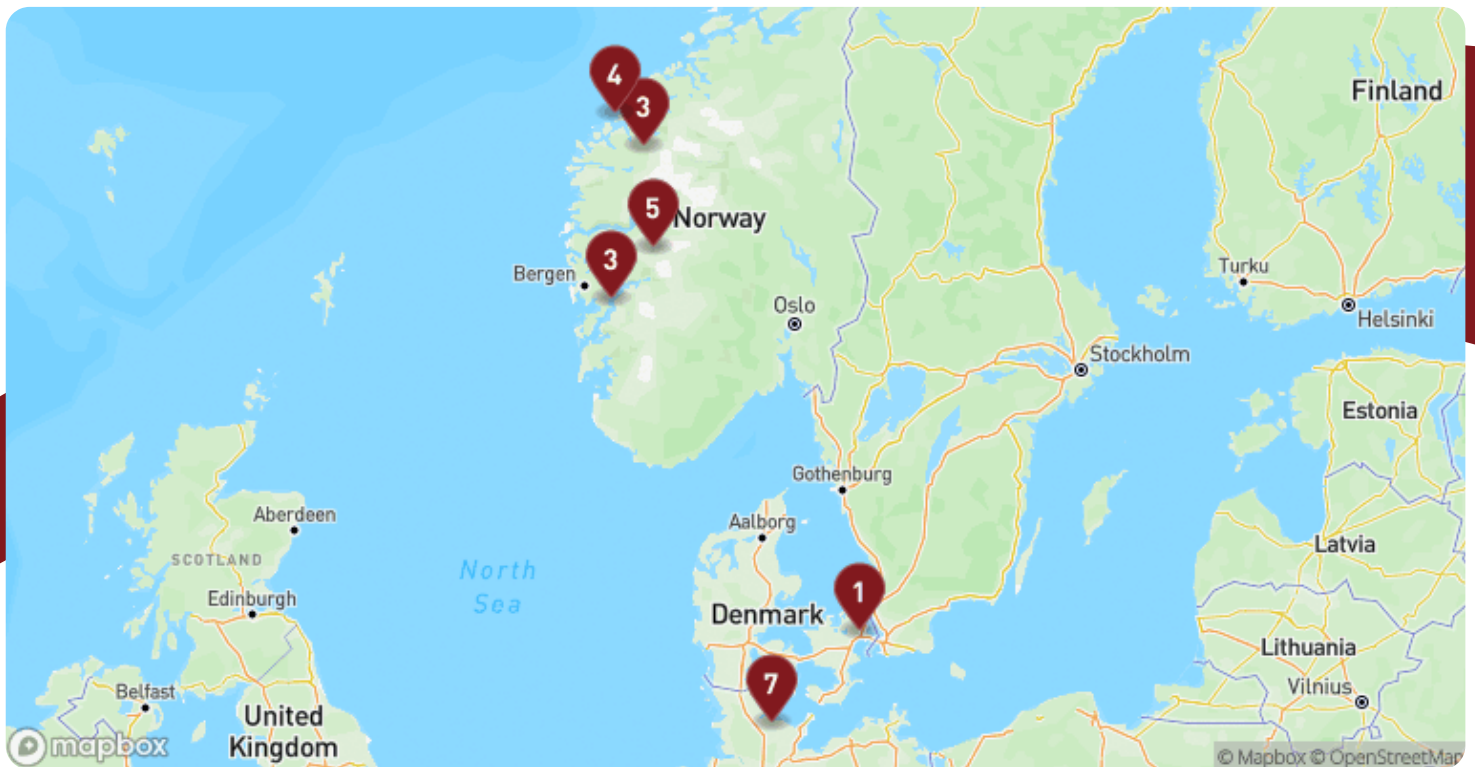 4
3
Finland
5
Norway
3
Bergen
Turku
Oslo
Helsinki
Stockholm
Estonia
Gothenburg
Aalborg
Aberdeen
SCOTLAND
Latvia
North
Sea
1
Edinburgh
Denmark
Lithuania
7
Vilnius
Belfast
United
Kingdom
mapbox
© Mapbox © OpenStreetMap